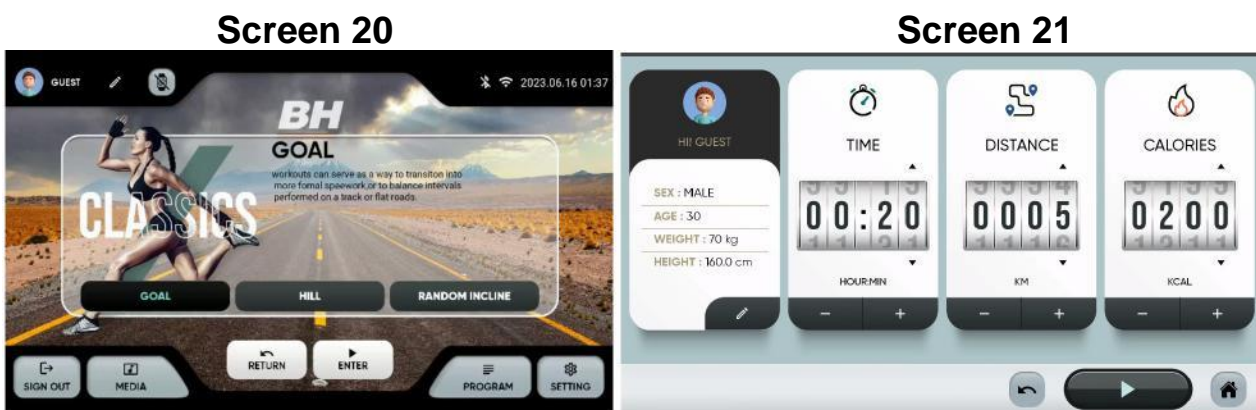 Screen 20
GUEST
2023.06.16 01:37
BH
GOAL
workouts can serve as a way to transiton into
more fomal speework,or to balance intervals
performed on a track or flat roads.
CLASSICS
GOAL
HILL
RANDOM INCLINE
RETURN
ENTER
SIGN OUT
MEDIA
PROGRAM
SETTING
Screen 21
HI! GUEST
SEX : MALE
AGE : 30
WEIGHT : 70 kg
HEIGHT : 160.0 cm
TIME
00:20
HOUR:MIN
- +
DISTANCE
0005
KM
- +
CALORIES
0200
KCAL
- +